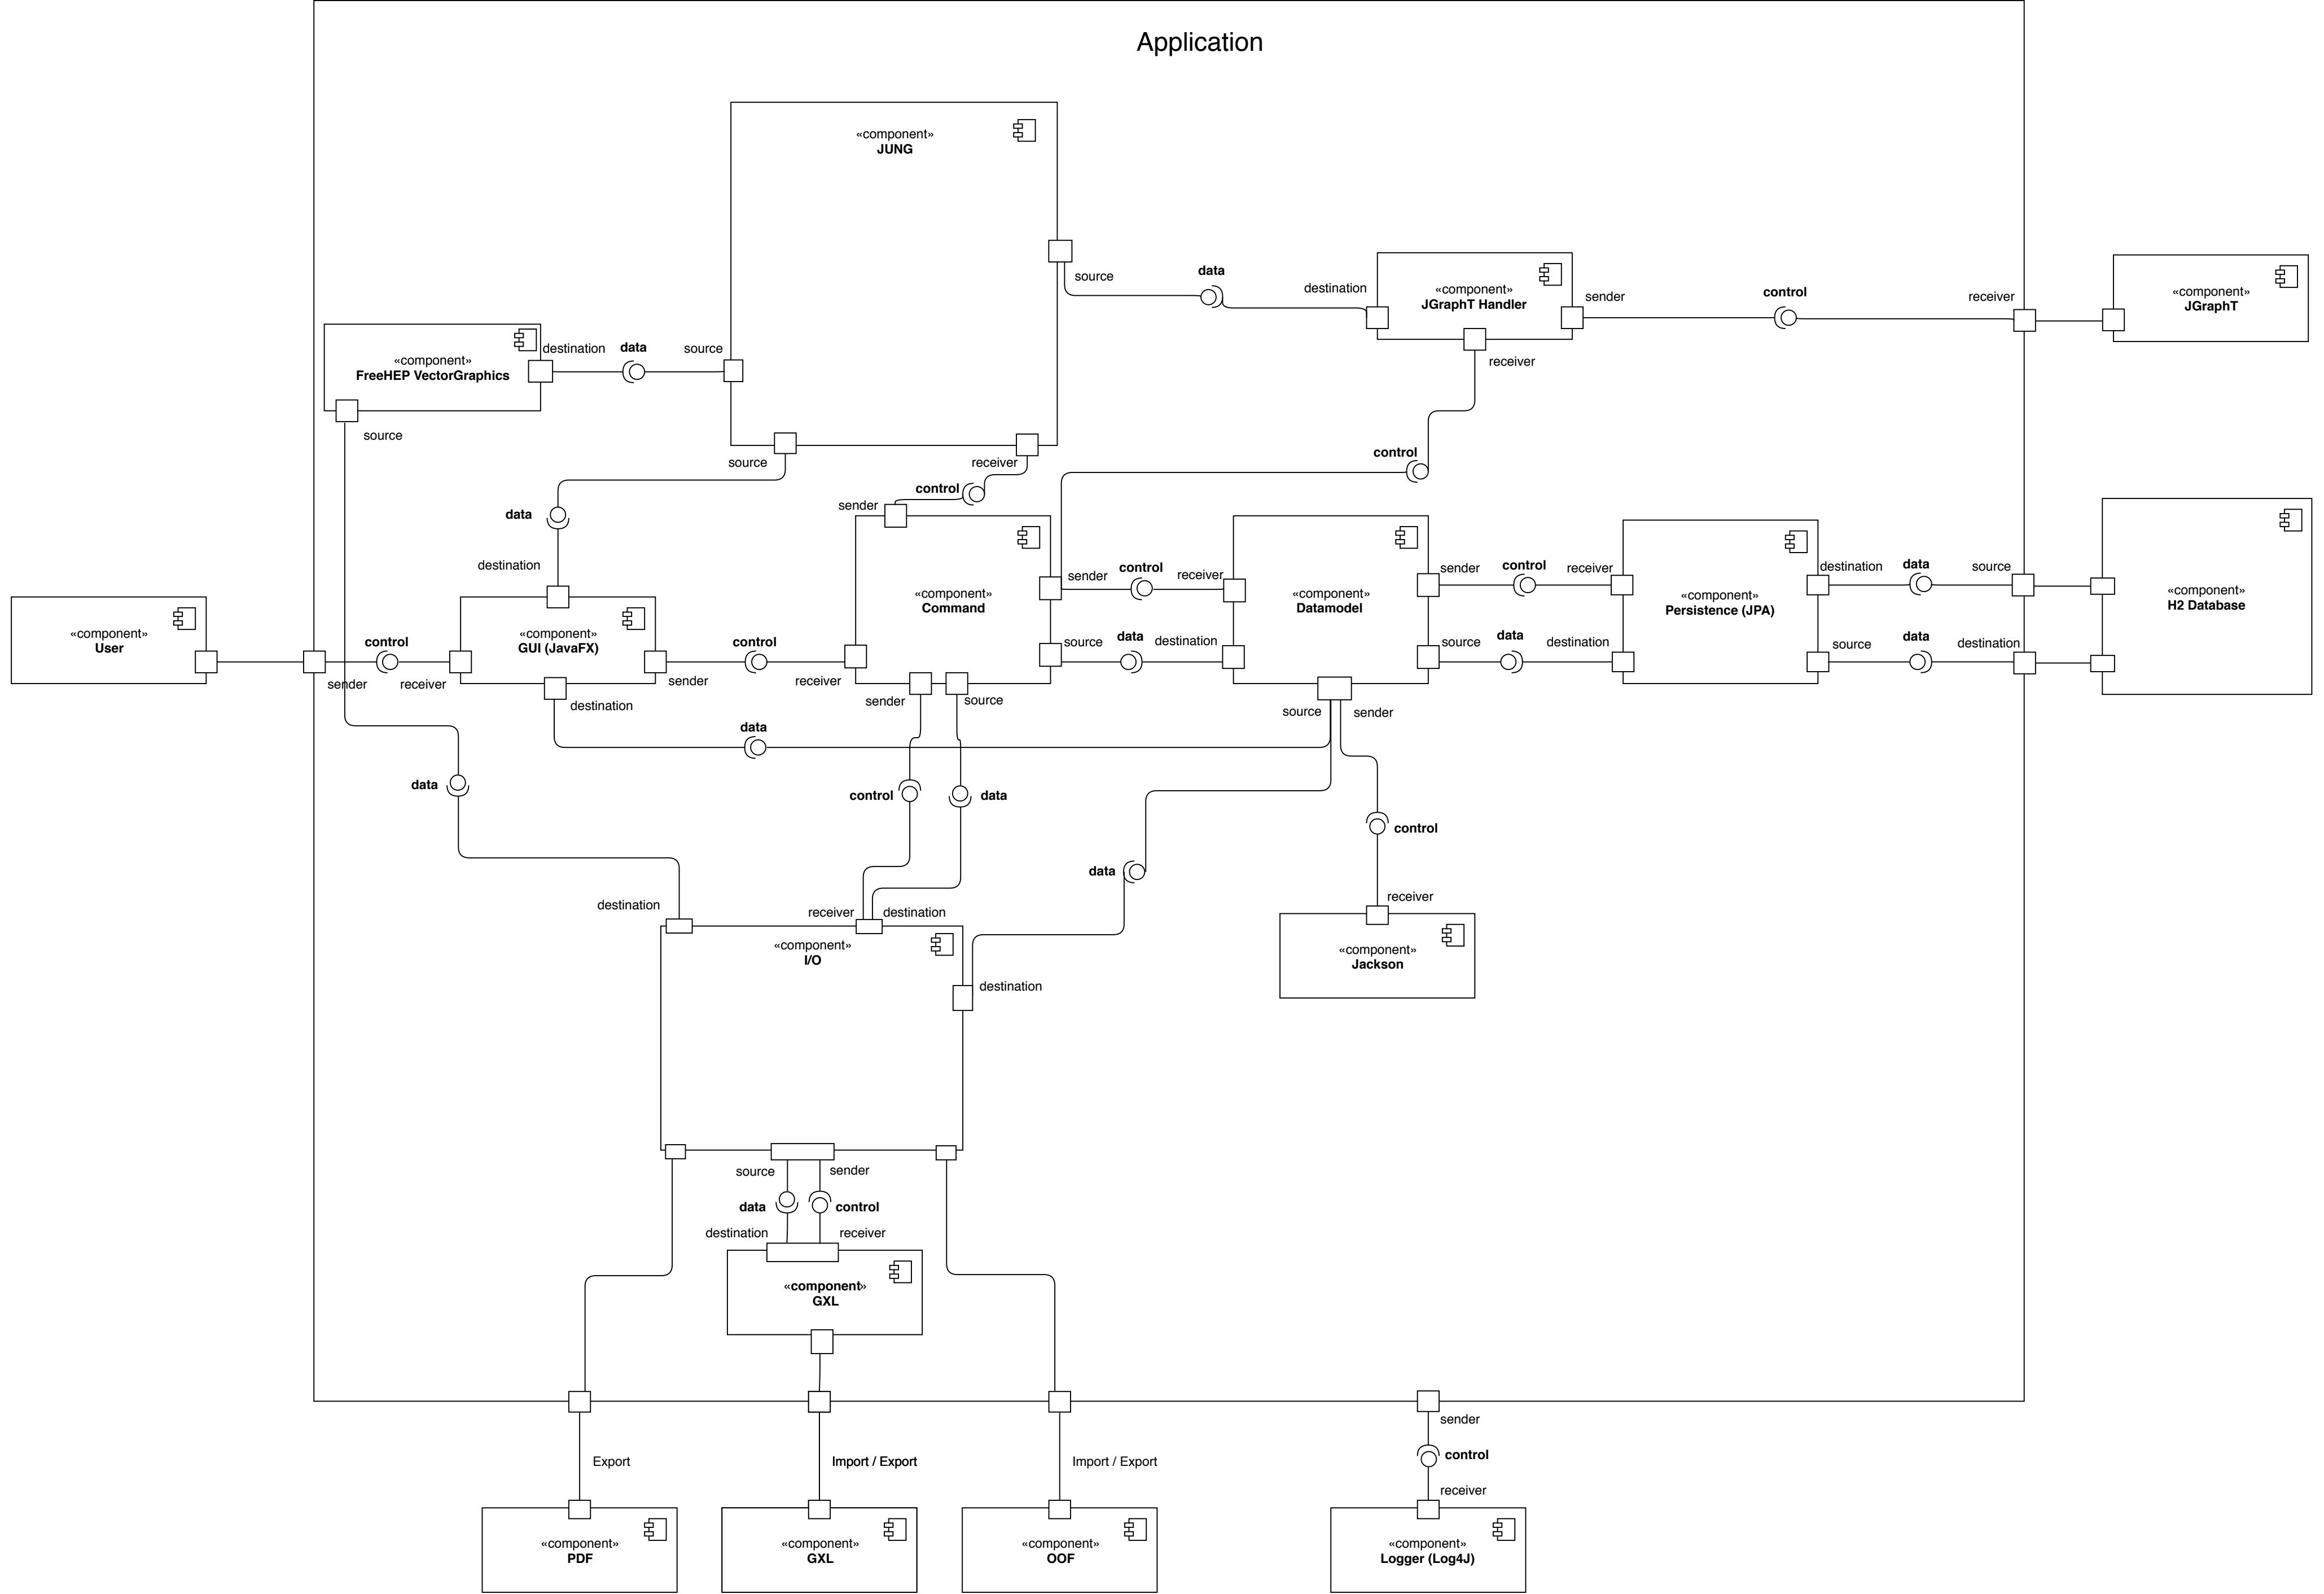 Application
«component»
JUNG
source
data
destination
«component»
JGraphT Handler
sender
control
receiver
«component»
JGraphT
receiver
«component»
FreeHEP VectorGraphics
destination
data
source
source
source
receiver
control
sender
control
data
destination
«component»
User
sender
control
receiver
«component»
GUI (JavaFX)
sender
control
receiver
destination
«component»
Command
sender
control
receiver
source
data
destination
sender
source
«component»
Datamodel
sender
control
receiver
source
data
destination
source
sender
«component»
Persistence (JPA)
destination
data
source
source
data
destination
«component»
H2 Database
data
data
control
data
control
data
receiver
«component»
Jackson
destination
receiver
destination
«component»
I/O
destination
source
sender
data
control
destination
receiver
«component»
GXL
sender
control
receiver
Export
Import / Export
Import / Export
«component»
PDF
«component»
GXL
«component»
OOF
«component»
Logger (Log4J)